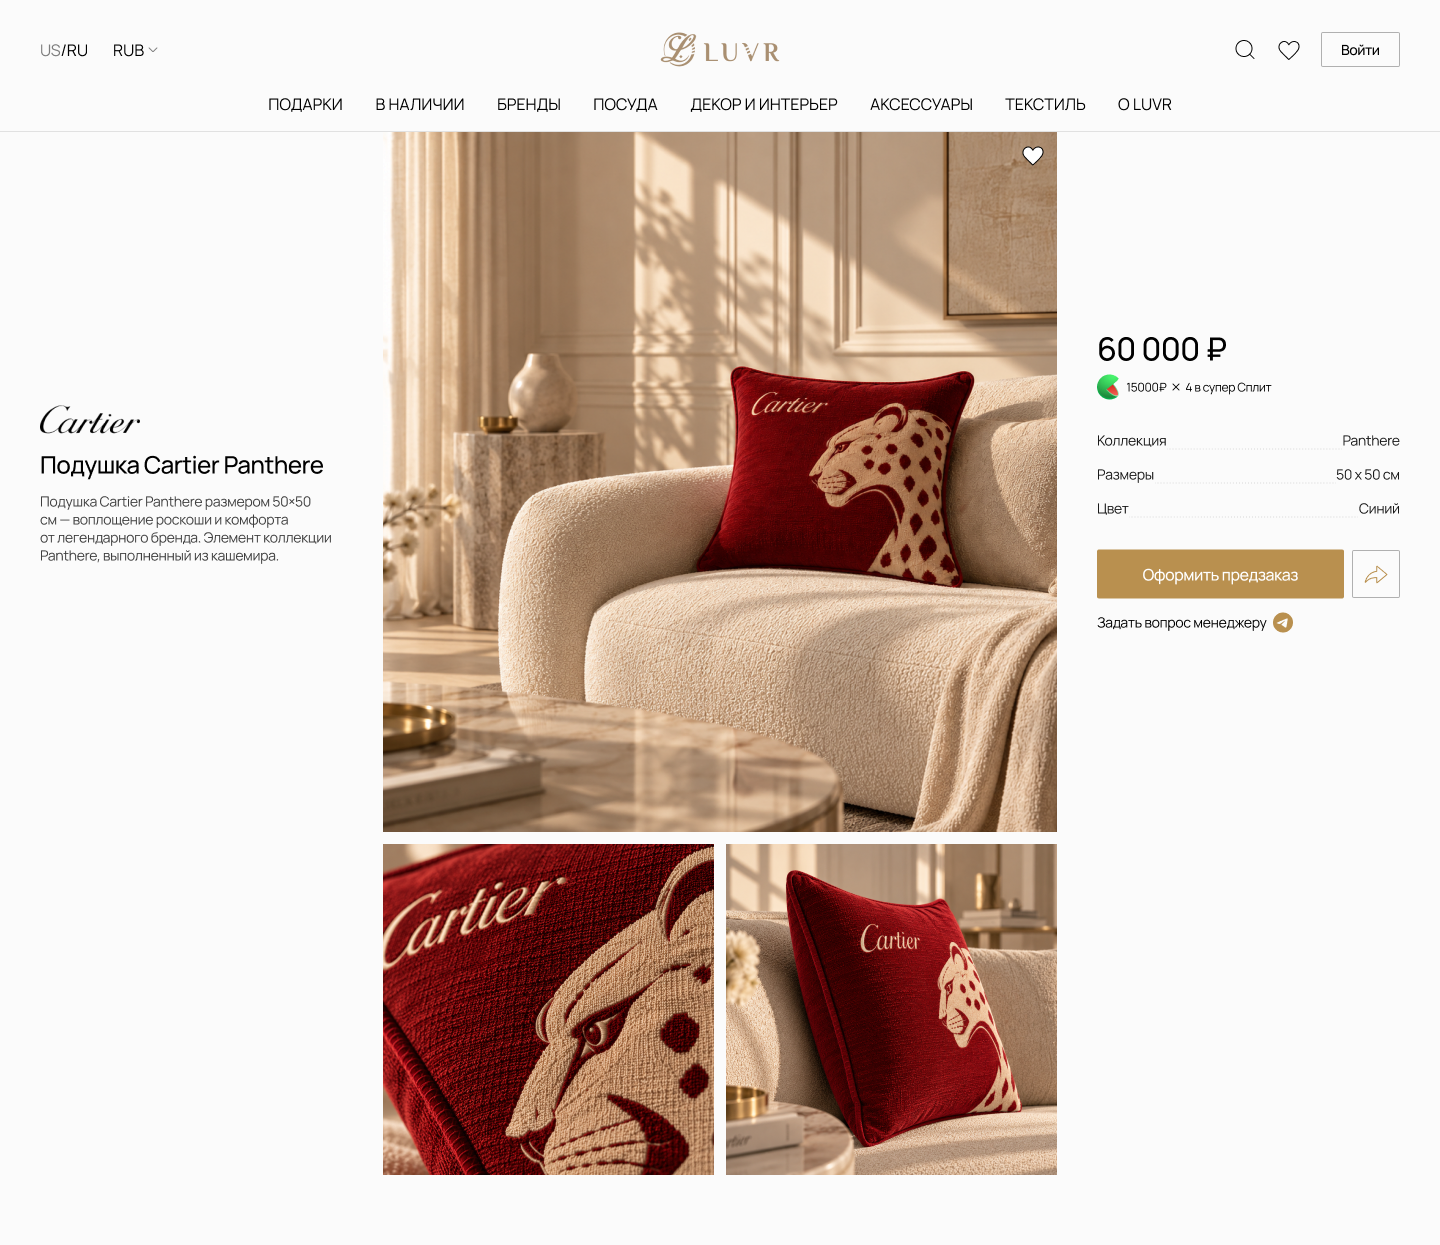 US/RU
RUB
LUVR
Войти
ПОДАРКИ
В НАЛИЧИИ
БРЕНДЫ
ПОСУДА
ДЕКОР И ИНТЕРЬЕР
АКСЕССУАРЫ
ТЕКСТИЛЬ
О LUVR
Cartier
Подушка Cartier Panthere
Подушка Cartier Panthere размером 50×50
см — воплощение роскоши и комфорта
от легендарного бренда. Элемент коллекции
Panthere, выполненный из кашемира.
Cartier
60 000 ₽
15000₽ × 4 в супер Сплит
Коллекция Panthere
Размеры 50 x 50 см
Цвет Синий
Оформить предзаказ
Задать вопрос менеджеру
Cartier
Cartier